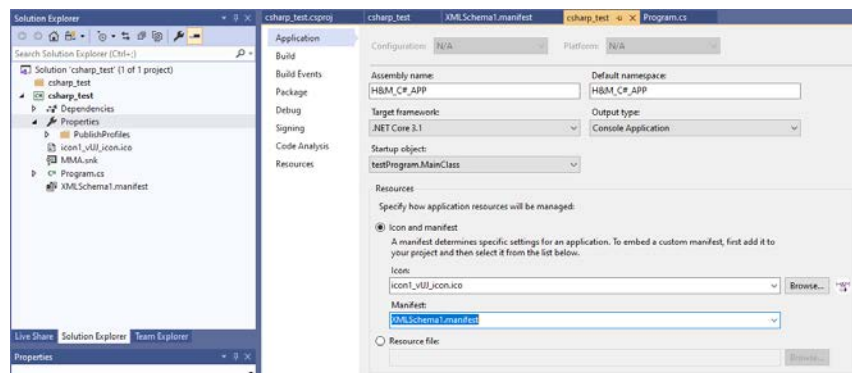 Solution Explorer
Search Solution Explorer (Ctrl+;)
Solution 'csharp_test' (1 of 1 project)
csharp_test
csharp_test
Dependencies
Properties
PublishProfiles
icon1_vUJ_icon.ico
MMA.snk
C# Program.cs
XMLSchema1.manifest
Live Share Solution Explorer Team Explorer
Properties
csharp_test.csproj csharp_test XMLSchema1.manifest csharp_test Program.cs
Application
Build
Build Events
Package
Debug
Signing
Code Analysis
Resources
Configuration: N/A Platform: N/A
Assembly name: Default namespace:
H&M_C#_APP H&M_C#_APP
Target framework: Output type:
.NET Core 3.1 Console Application
Startup object:
testProgram.MainClass
Resources
Specify how application resources will be managed:
Icon and manifest
A manifest determines specific settings for an application. To embed a custom manifest, first add it to
your project and then select it from the list below.
Icon:
icon1_vUJ_icon.ico Browse...
Manifest:
XMLSchema1.manifest
Resource file:
Browse...